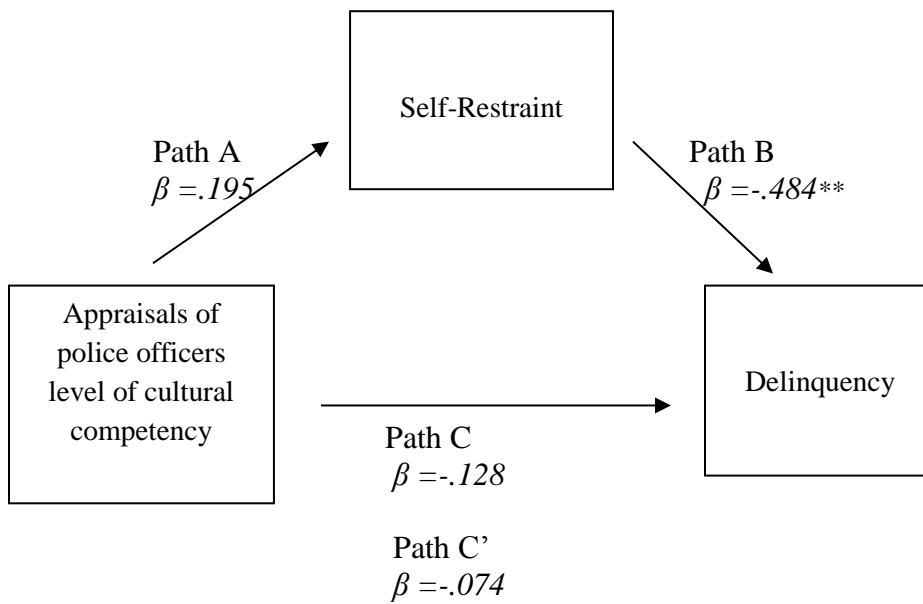 Self-Restraint
Path A
β =.195
Path B
β =-.484**
Appraisals of
police officers
level of cultural
competency
Delinquency
Path C
β =-.128
Path C’
β =-.074